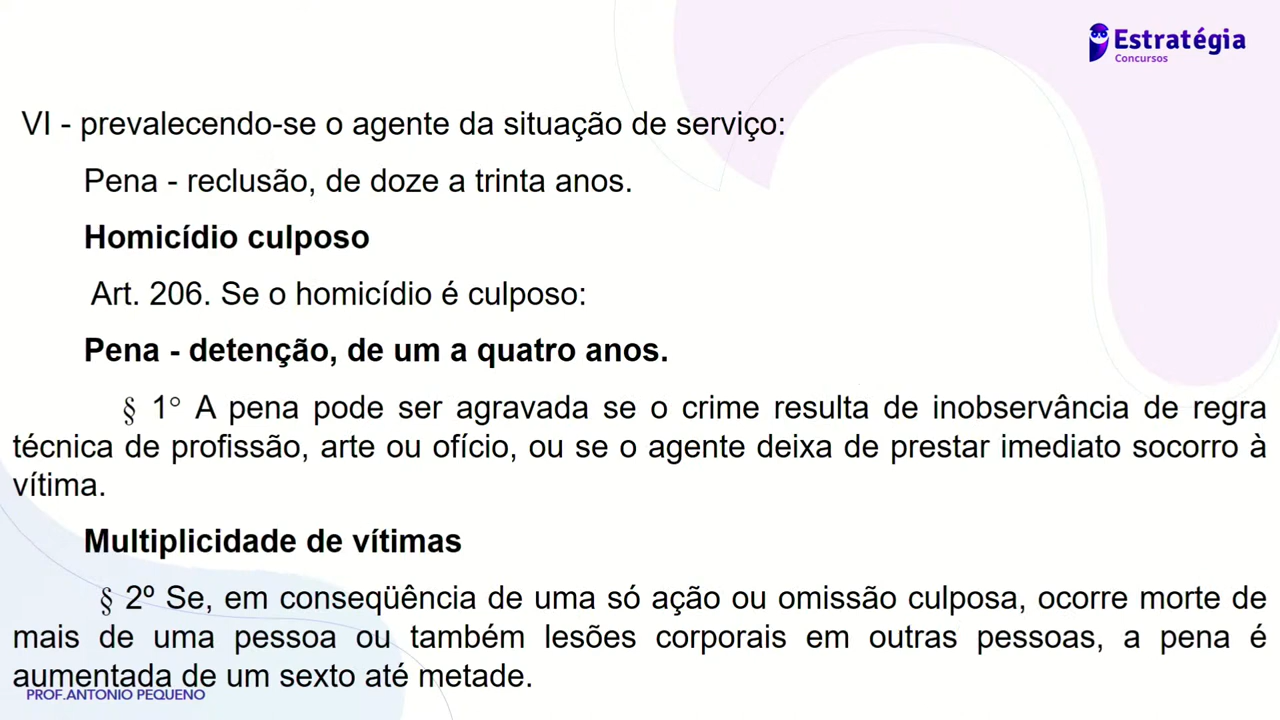 Estratégia
Concursos
VI - prevalecendo-se o agente da situação de serviço:
Pena - reclusão, de doze a trinta anos.
Homicídio culposo
Art. 206. Se o homicídio é culposo:
Pena - detenção, de um a quatro anos.
§ 1° A pena pode ser agravada se o crime resulta de inobservância de regra
técnica de profissão, arte ou ofício, ou se o agente deixa de prestar imediato socorro à
vítima.
Multiplicidade de vítimas
§ 2º Se, em conseqüência de uma só ação ou omissão culposa, ocorre morte de
mais de uma pessoa ou também lesões corporais em outras pessoas, a pena é
aumentada de um sexto até metade.
PROF.ANTONIO PEQUENO